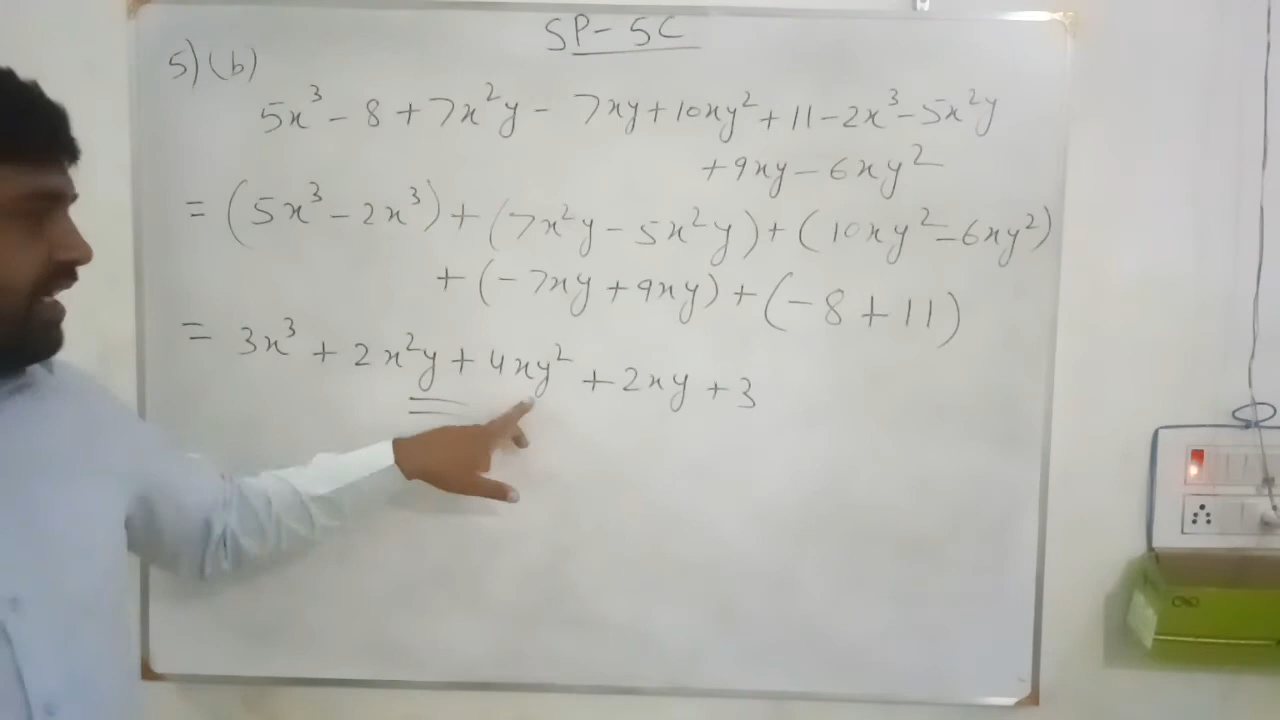 SP-5C
5)(b)
5x³ - 8 + 7x²y - 7xy + 10xy² + 11 - 2x³ - 5x²y
+ 9xy - 6xy²
= (5x³ - 2x³) + (7x²y - 5x²y) + (10xy² - 6xy²)
+ (-7xy + 9xy) + (-8 + 11)
= 3x³ + 2x²y + 4xy² + 2xy + 3